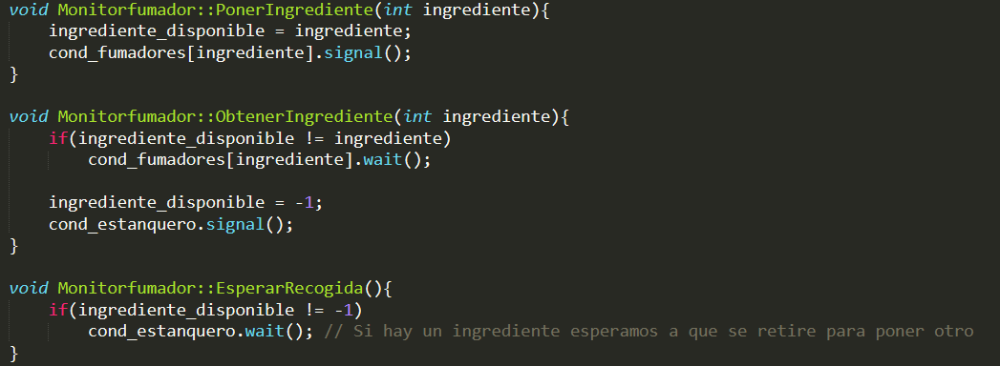 void Monitorfumador::PonerIngrediente(int ingrediente){
    ingrediente_disponible = ingrediente;
    cond_fumadores[ingrediente].signal();
}

void Monitorfumador::ObtenerIngrediente(int ingrediente){
    if(ingrediente_disponible != ingrediente)
        cond_fumadores[ingrediente].wait();

    ingrediente_disponible = -1;
    cond_estanquero.signal();
}

void Monitorfumador::EsperarRecogida(){
    if(ingrediente_disponible != -1)
        cond_estanquero.wait(); // Si hay un ingrediente esperamos a que se retire para poner otro
}